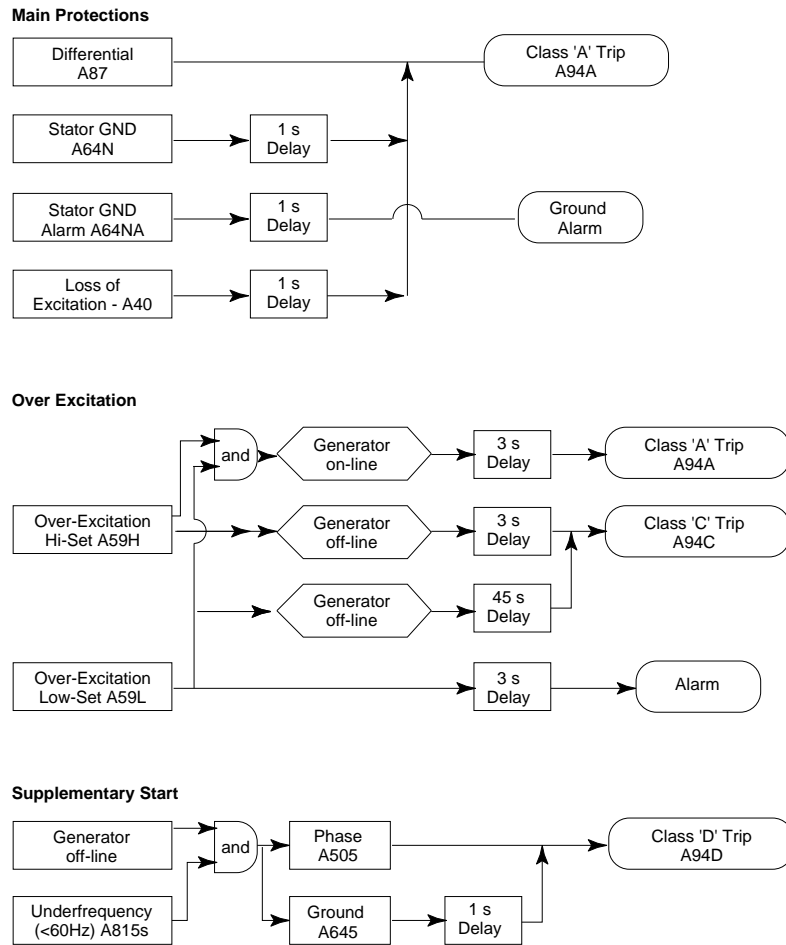 Main Protections
Differential
A87
Class 'A' Trip
A94A
Stator GND
A64N
1 s
Delay
Stator GND
Alarm A64NA
1 s
Delay
Ground
Alarm
Loss of
Excitation - A40
1 s
Delay
Over Excitation
and
Generator
on-line
3 s
Delay
Class 'A' Trip
A94A
Over-Excitation
Hi-Set A59H
Generator
off-line
3 s
Delay
Class 'C' Trip
A94C
Generator
off-line
45 s
Delay
Over-Excitation
Low-Set A59L
3 s
Delay
Alarm
Supplementary Start
Generator
off-line
and
Phase
A505
Class 'D' Trip
A94D
Underfrequency
(<60Hz) A815s
Ground
A645
1 s
Delay